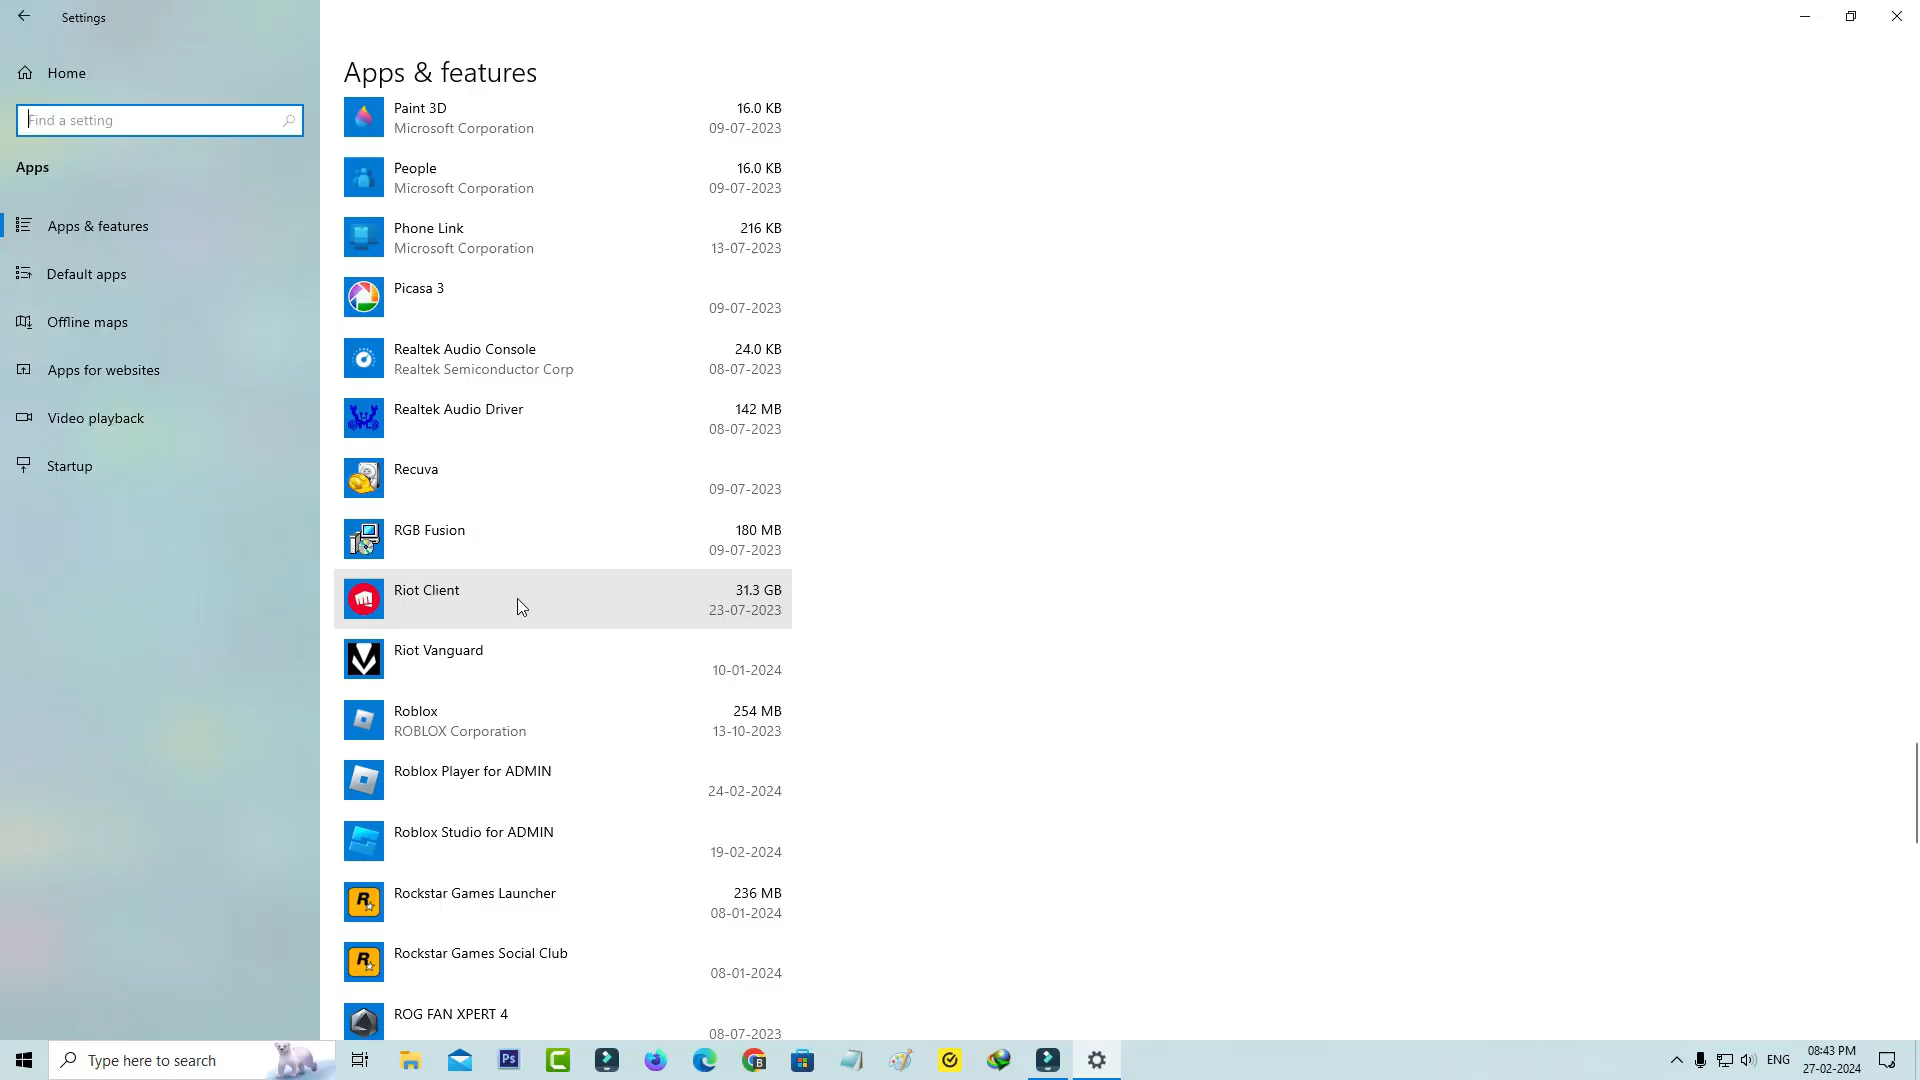 Settings
Home
Find a setting
Apps
Apps & features
Default apps
Offline maps
Apps for websites
Video playback
Startup
Apps & features
Paint 3D 16.0 KB
Microsoft Corporation 09-07-2023
People 16.0 KB
Microsoft Corporation 09-07-2023
Phone Link 216 KB
Microsoft Corporation 13-07-2023
Picasa 3
09-07-2023
Realtek Audio Console 24.0 KB
Realtek Semiconductor Corp 08-07-2023
Realtek Audio Driver 142 MB
08-07-2023
Recuva
09-07-2023
RGB Fusion 180 MB
09-07-2023
Riot Client 31.3 GB
23-07-2023
Riot Vanguard
10-01-2024
Roblox 254 MB
ROBLOX Corporation 13-10-2023
Roblox Player for ADMIN
24-02-2024
Roblox Studio for ADMIN
19-02-2024
Rockstar Games Launcher 236 MB
08-01-2024
Rockstar Games Social Club
08-01-2024
ROG FAN XPERT 4
08-07-2023
Type here to search
Ps
ENG
08:43 PM
27-02-2024